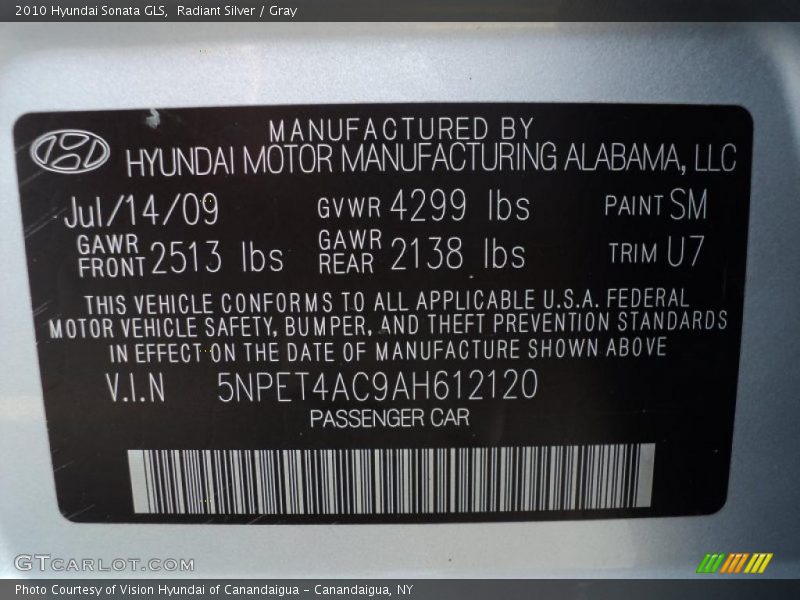 2010 Hyundai Sonata GLS,  Radiant Silver / Gray
MANUFACTURED BY
HYUNDAI MOTOR MANUFACTURING ALABAMA, LLC
Jul/14/09 GVWR 4299 lbs PAINT SM
GAWR FRONT 2513 lbs GAWR REAR 2138 lbs TRIM U7
THIS VEHICLE CONFORMS TO ALL APPLICABLE U.S.A. FEDERAL
MOTOR VEHICLE SAFETY, BUMPER, AND THEFT PREVENTION STANDARDS
IN EFFECT ON THE DATE OF MANUFACTURE SHOWN ABOVE
V.I.N 5NPET4AC9AH612120
PASSENGER CAR
GTCARLOT.COM
Photo Courtesy of Vision Hyundai of Canandaigua - Canandaigua, NY